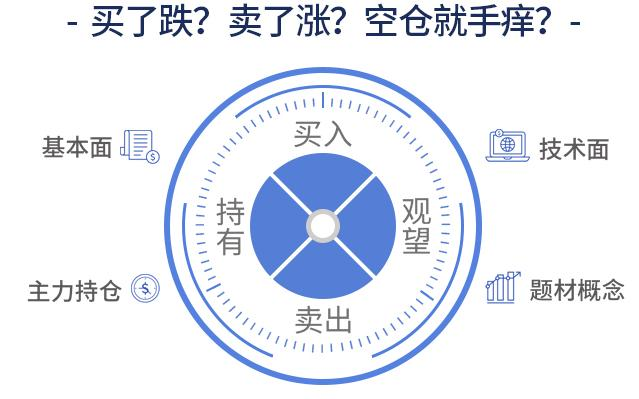 - 买了跌？卖了涨？空仓就手痒？-
买入
基本面
技术面
持有
观望
主力持仓
题材概念
卖出